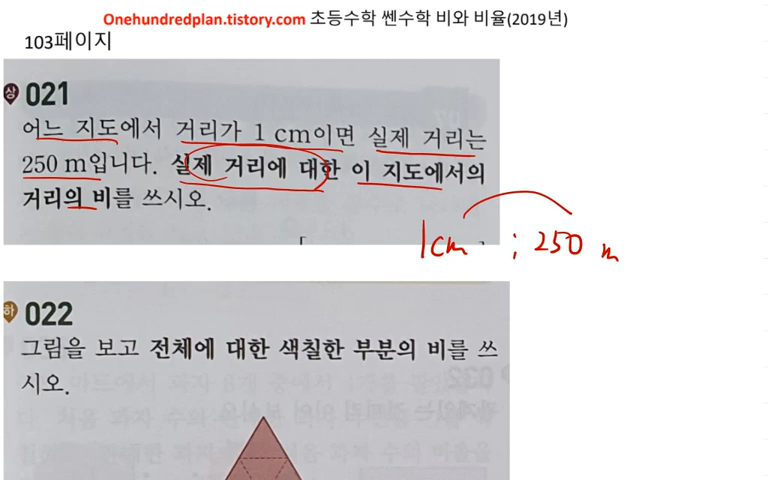 Onehundredplan.tistory.com 초등수학 쎈수학 비와 비율(2019년)
103페이지
상 021
어느 지도에서 거리가 1 cm이면 실제 거리는
250 m입니다. 실제 거리에 대한 이 지도에서의
거리의 비를 쓰시오.
1cm : 250 m
하 022
그림을 보고 전체에 대한 색칠한 부분의 비를 쓰
시오.